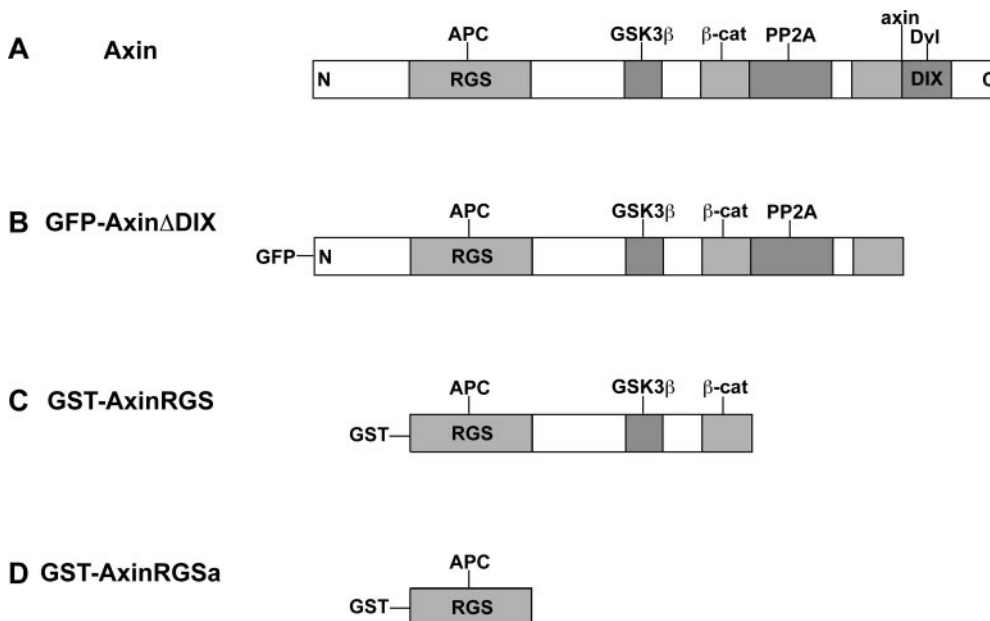 axin
APC GSK3β β-cat PP2A Dvl
A Axin
N RGS DIX C
APC GSK3β β-cat PP2A
B GFP-AxinΔDIX
GFP N RGS
APC GSK3β β-cat
C GST-AxinRGS
GST RGS
APC
D GST-AxinRGSa
GST RGS